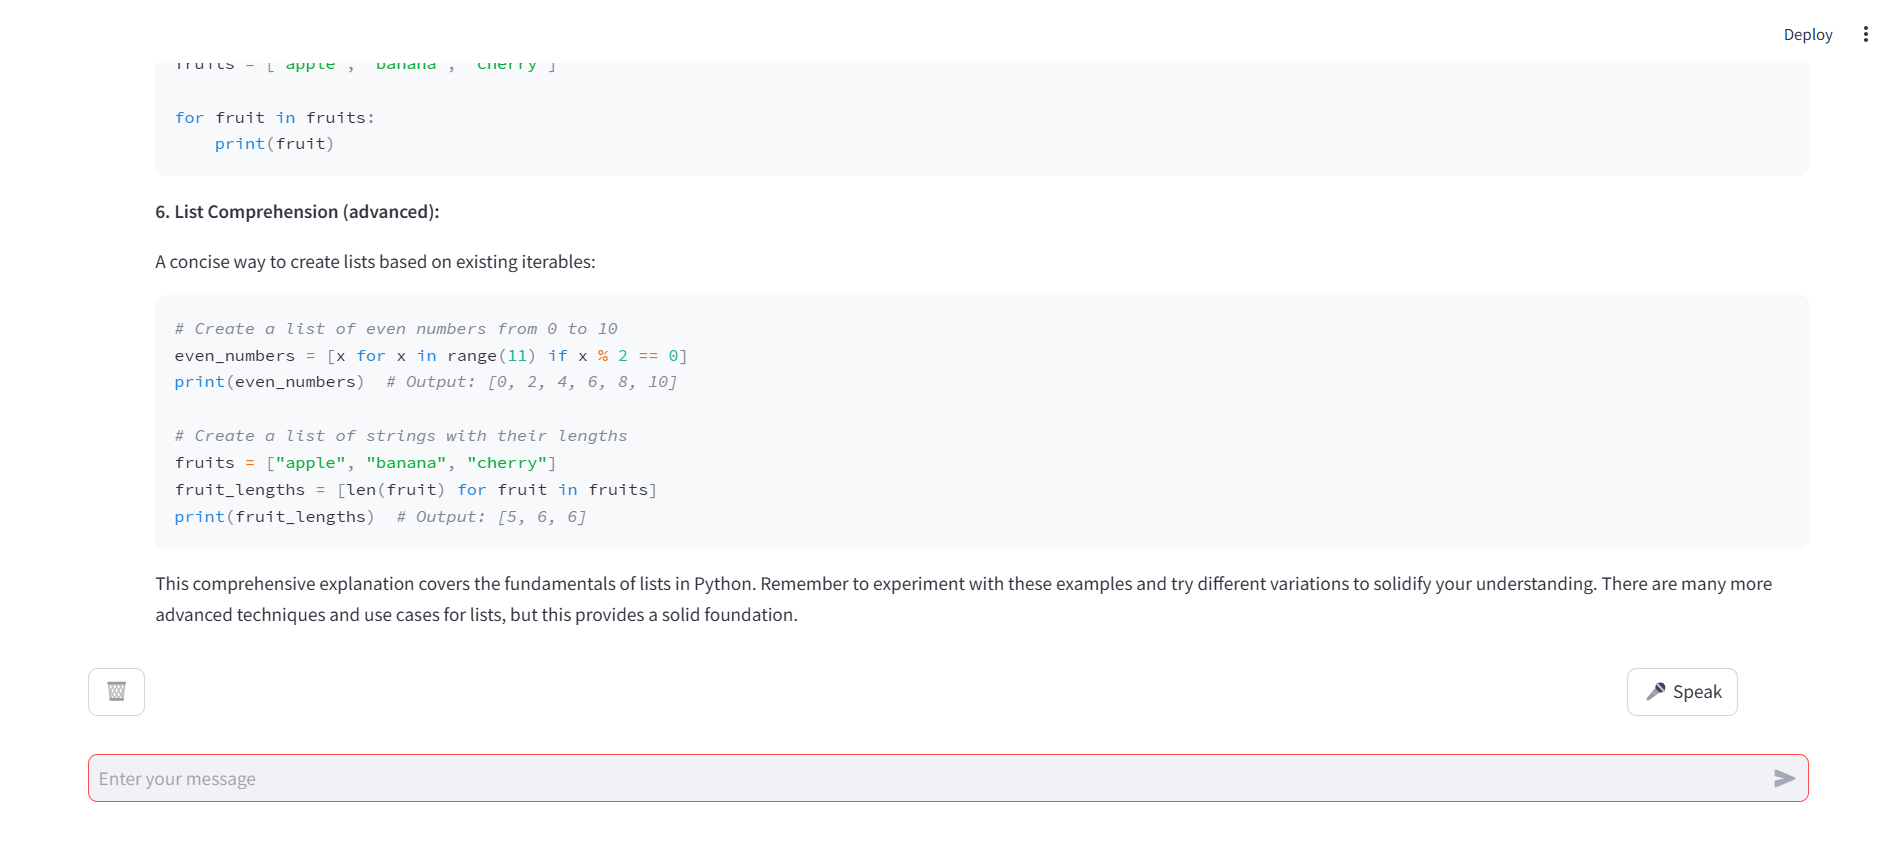 Deploy
fruits = ["apple", "banana", "cherry"]
for fruit in fruits:
    print(fruit)
6. List Comprehension (advanced):
A concise way to create lists based on existing iterables:
# Create a list of even numbers from 0 to 10
even_numbers = [x for x in range(11) if x % 2 == 0]
print(even_numbers)  # Output: [0, 2, 4, 6, 8, 10]
# Create a list of strings with their lengths
fruits = ["apple", "banana", "cherry"]
fruit_lengths = [len(fruit) for fruit in fruits]
print(fruit_lengths)  # Output: [5, 6, 6]
This comprehensive explanation covers the fundamentals of lists in Python. Remember to experiment with these examples and try different variations to solidify your understanding. There are many more
advanced techniques and use cases for lists, but this provides a solid foundation.
Speak
Enter your message